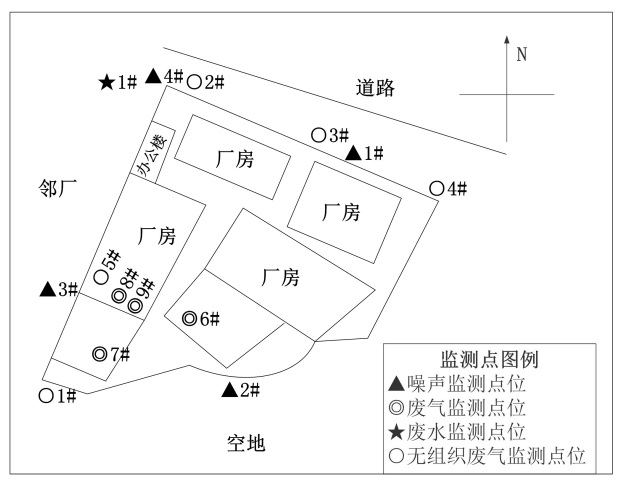 N
★1#
▲4#
○2#
道路
○3#
▲1#
办公楼
厂房
邻厂
○4#
厂房
厂房
○5#
◎8#
◎9#
厂房
▲3#
◎6#
◎7#
○1#
▲2#
空地
监测点图例
▲噪声监测点位
◎废气监测点位
★废水监测点位
○无组织废气监测点位